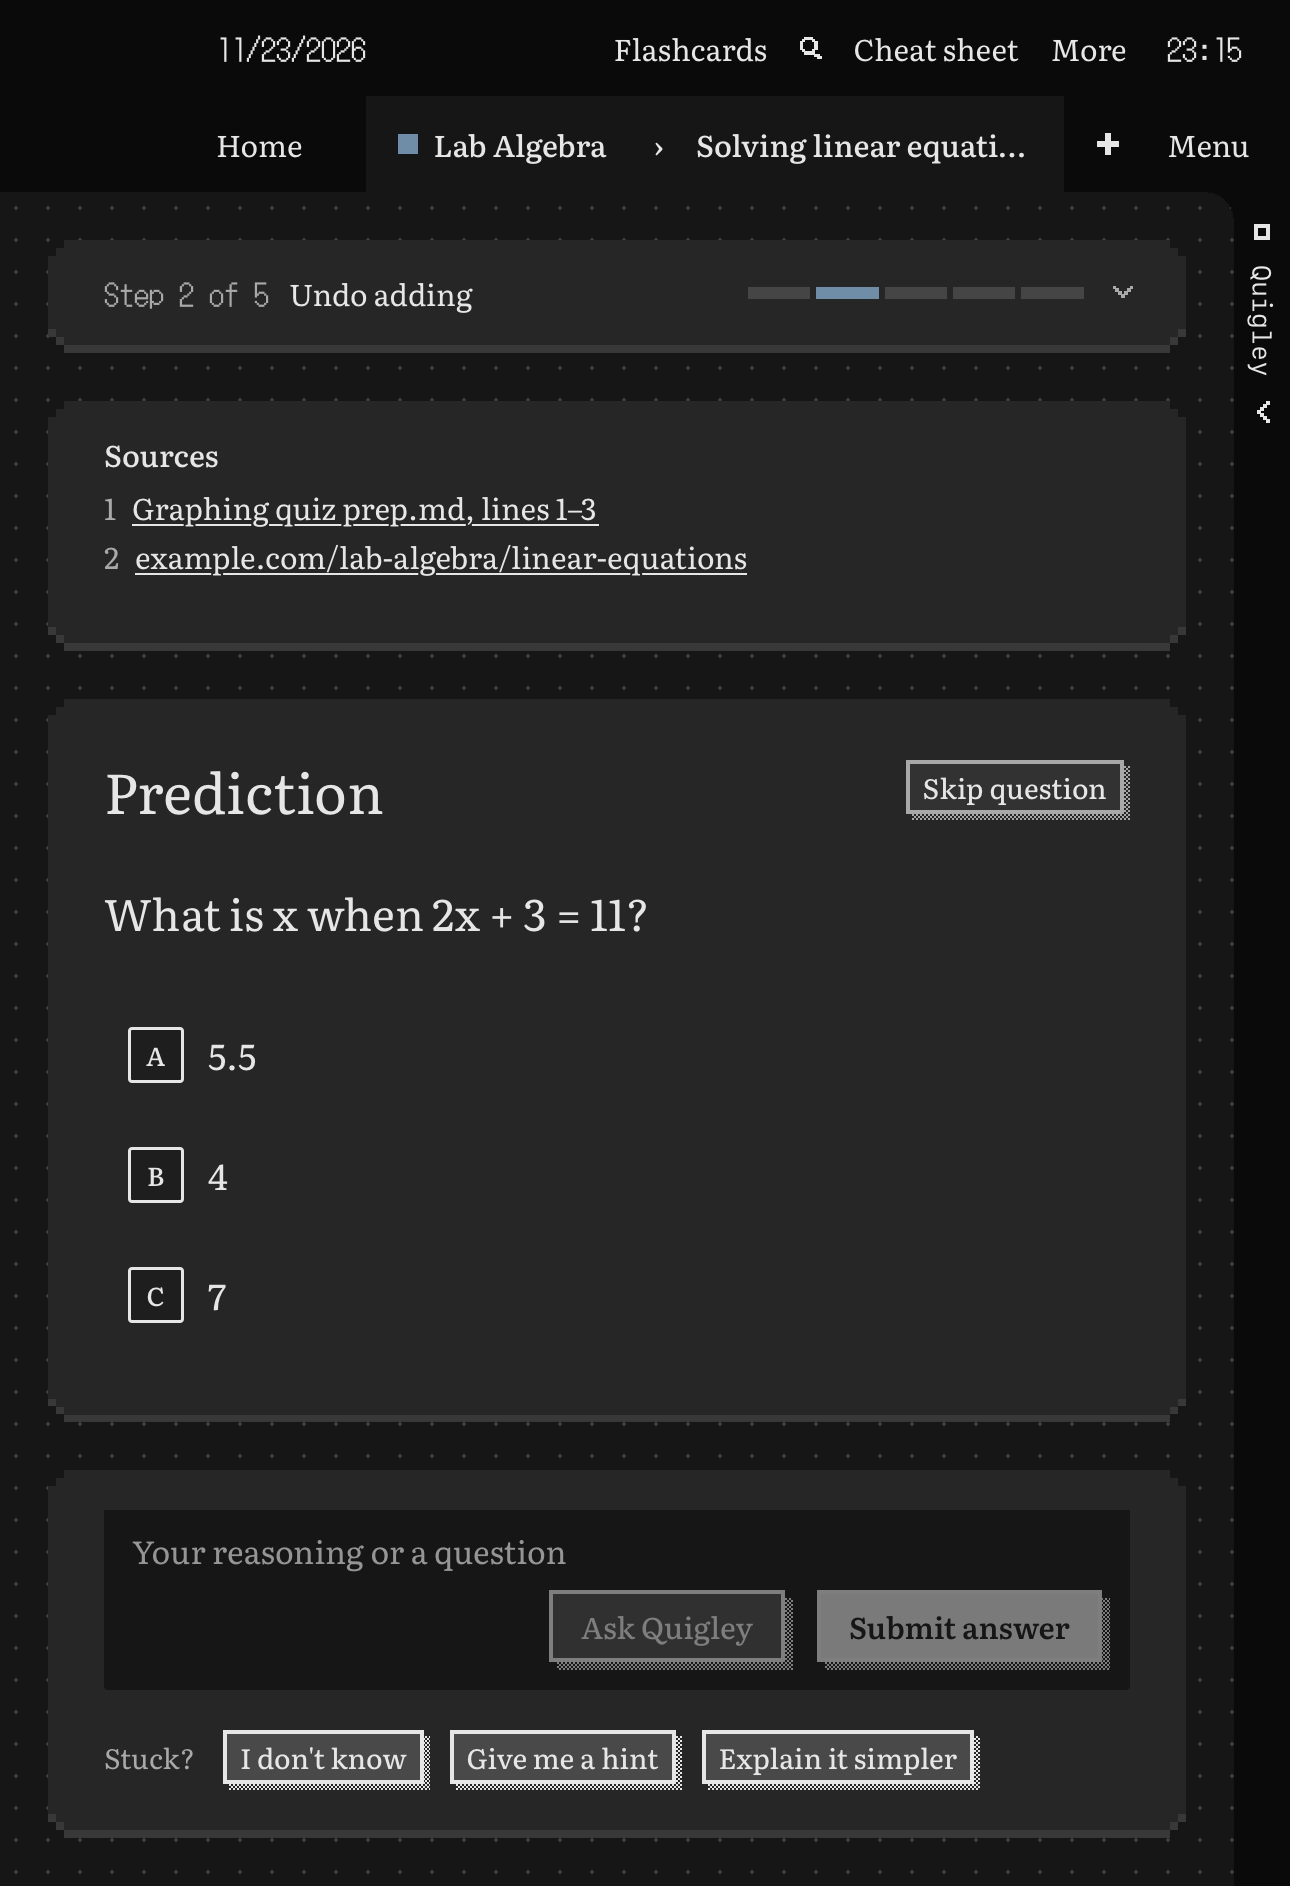 11/23/2026
Flashcards
Cheat sheet
More
23:15
Home
Lab Algebra › Solving linear equati…
Menu
Quigley
Step 2 of 5 Undo adding
Sources
1 Graphing quiz prep.md, lines 1–3
2 example.com/lab-algebra/linear-equations
Prediction
Skip question
What is x when 2x + 3 = 11?
A 5.5
B 4
C 7
Your reasoning or a question
Ask Quigley
Submit answer
Stuck?
I don't know
Give me a hint
Explain it simpler